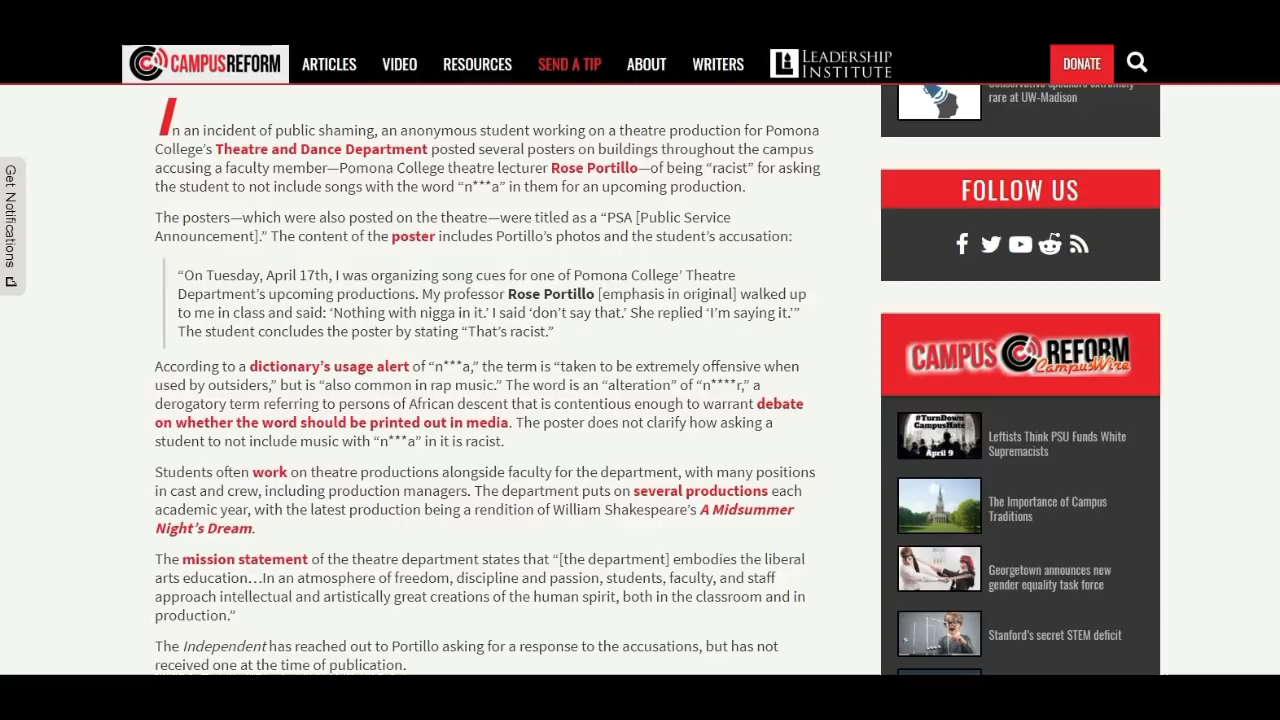 CAMPUSREFORM ARTICLES VIDEO RESOURCES SEND A TIP ABOUT WRITERS LEADERSHIP INSTITUTE DONATE
Get Notifications
In an incident of public shaming, an anonymous student working on a theatre production for Pomona
College's Theatre and Dance Department posted several posters on buildings throughout the campus
accusing a faculty member—Pomona College theatre lecturer Rose Portillo—of being “racist” for asking
the student to not include songs with the word “n***a” in them for an upcoming production.
The posters—which were also posted on the theatre—were titled as a “PSA [Public Service
Announcement].” The content of the poster includes Portillo’s photos and the student’s accusation:
“On Tuesday, April 17th, I was organizing song cues for one of Pomona College’ Theatre
Department’s upcoming productions. My professor Rose Portillo [emphasis in original] walked up
to me in class and said: ‘Nothing with nigga in it.’ I said ‘don’t say that.’ She replied ‘I’m saying it.’”
The student concludes the poster by stating “That’s racist.”
According to a dictionary’s usage alert of “n***a,” the term is “taken to be extremely offensive when
used by outsiders,” but is “also common in rap music.” The word is an “alteration” of “n****r,” a
derogatory term referring to persons of African descent that is contentious enough to warrant debate
on whether the word should be printed out in media. The poster does not clarify how asking a
student to not include music with “n***a” in it is racist.
Students often work on theatre productions alongside faculty for the department, with many positions
in cast and crew, including production managers. The department puts on several productions each
academic year, with the latest production being a rendition of William Shakespeare’s A Midsummer
Night’s Dream.
The mission statement of the theatre department states that “[the department] embodies the liberal
arts education…In an atmosphere of freedom, discipline and passion, students, faculty, and staff
approach intellectual and artistically great creations of the human spirit, both in the classroom and in
production.”
The Independent has reached out to Portillo asking for a response to the accusations, but has not
received one at the time of publication.
Conservative speakers extremely
rare at UW-Madison
FOLLOW US
CAMPUS REFORM
CampusWire
#TurnDown
CampusHate
April 9
Leftists Think PSU Funds White
Supremacists
The Importance of Campus
Traditions
Georgetown announces new
gender equality task force
Stanford's secret STEM deficit